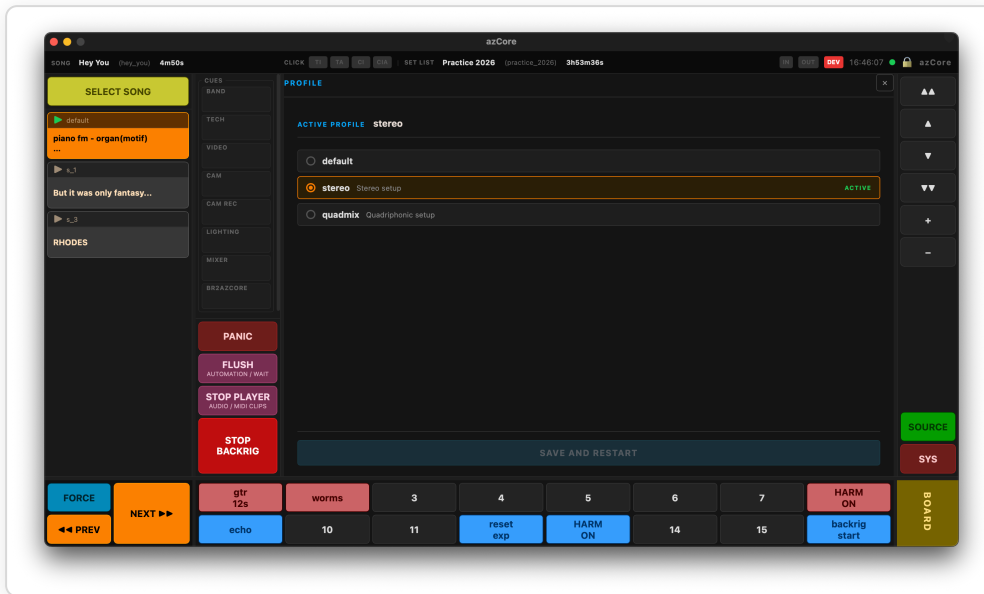 azCore
SONG Hey You (hey_you) 4m50s
CLICK T1 TA C1 C16 SET LIST Practice 2026 (practice_2026) 3h53m36s
IN OUT DEV 16:46:07 azCore
SELECT SONG
default
piano fm - organ(motif)
...
s_1
But it was only fantasy...
s_3
RHODES
CUES
BAND
TECH
VIDEO
CAM
CAM REC
LIGHTING
MIXER
BR2AZCORE
PANIC
FLUSH
AUTOMATION / WAIT
STOP PLAYER
AUDIO / MIDI CLIPS
STOP
BACKRIG
PROFILE
×
ACTIVE PROFILE stereo
default
stereo Stereo setup ACTIVE
quadmix Quadriphonic setup
SAVE AND RESTART
+
−
SOURCE
SYS
FORCE
PREV
NEXT
gtr
12s
worms
3
4
5
6
7
HARM
ON
echo
10
11
reset
exp
HARM
ON
14
15
backrig
start
BOARD